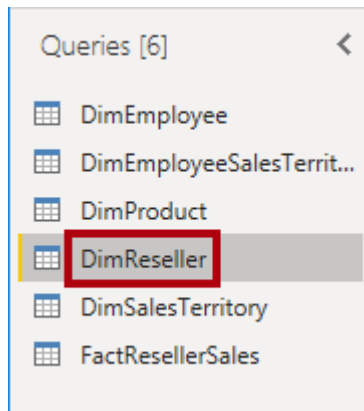 Queries [6]
DimEmployee
DimEmployeeSalesTerrit...
DimProduct
DimReseller
DimSalesTerritory
FactResellerSales